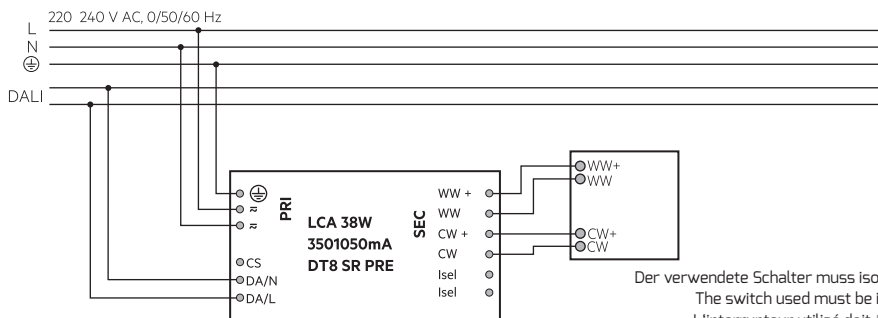 220 240 V AC, 0/50/60 Hz
L
N
DALI
PRI
LCA 38W
3501050mA
DT8 SR PRE
CS
DA/N
DA/L
SEC
WW +
WW
CW +
CW
Isel
Isel
WW+
WW
CW+
CW
Der verwendete Schalter muss iso
The switch used must be i